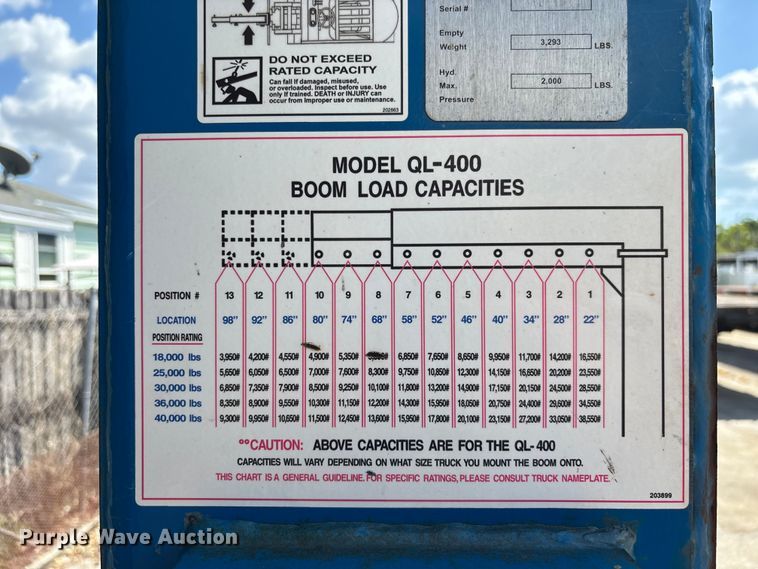 Serial #
Empty
Weight 3,293 LBS.
Hyd.
Max. 2,000 LBS.
Pressure
DO NOT EXCEED
RATED CAPACITY
Can fail if damaged, misused,
or overloaded. Inspect before use. Use
only if trained. DEATH or INJURY can
occur from improper use or maintenance.
202663
MODEL QL-400
BOOM LOAD CAPACITIES
POSITION # 13 12 11 10 9 8 7 6 5 4 3 2 1
LOCATION 98" 92" 86" 80" 74" 68" 58" 52" 46" 40" 34" 28" 22"
POSITION RATING
18,000 lbs 3,950# 4,200# 4,550# 4,900# 5,350# 6,850# 7,650# 8,650# 9,950# 11,700# 14,200# 16,550#
25,000 lbs 5,650# 6,050# 6,500# 7,000# 7,600# 8,300# 9,750# 10,850# 12,300# 14,150# 16,650# 20,200# 23,550#
30,000 lbs 6,850# 7,350# 7,900# 8,500# 9,250# 10,100# 11,800# 13,200# 14,900# 17,150# 20,150# 24,500# 28,550#
36,000 lbs 8,350# 8,900# 9,550# 10,300# 11,150# 12,200# 14,300# 15,950# 18,050# 20,750# 24,400# 29,600# 34,550#
40,000 lbs 9,300# 9,950# 10,650# 11,500# 12,450# 13,600# 15,950# 17,800# 20,100# 23,150# 27,200# 33,050# 38,550#
°°CAUTION: ABOVE CAPACITIES ARE FOR THE QL-400
CAPACITIES WILL VARY DEPENDING ON WHAT SIZE TRUCK YOU MOUNT THE BOOM ONTO.
THIS CHART IS A GENERAL GUIDELINE. FOR SPECIFIC RATINGS, PLEASE CONSULT TRUCK NAMEPLATE.
203899
Purple Wave Auction